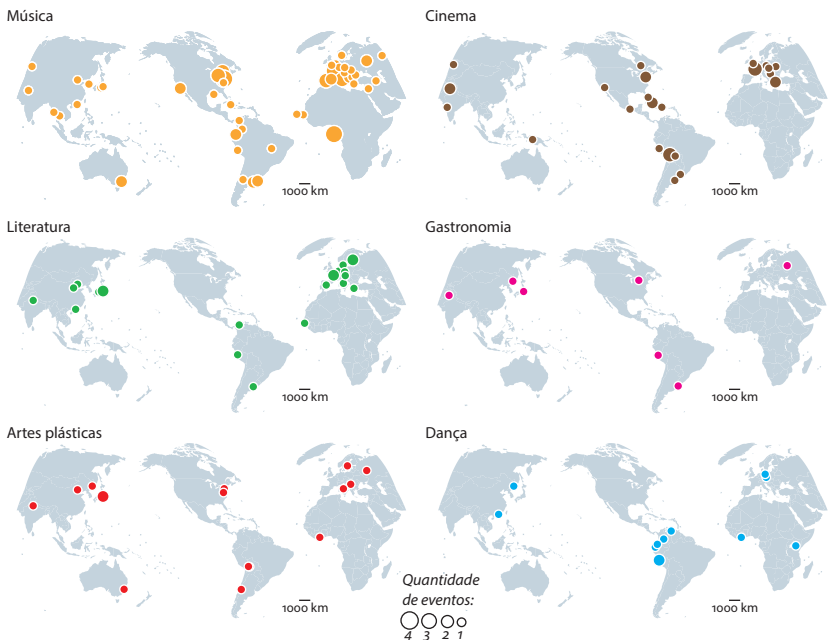 Música
Cinema
1000 km
1000 km
Literatura
Gastronomia
1000 km
1000 km
Artes plásticas
Dança
1000 km
1000 km
Quantidade
de eventos:
4 3 2 1